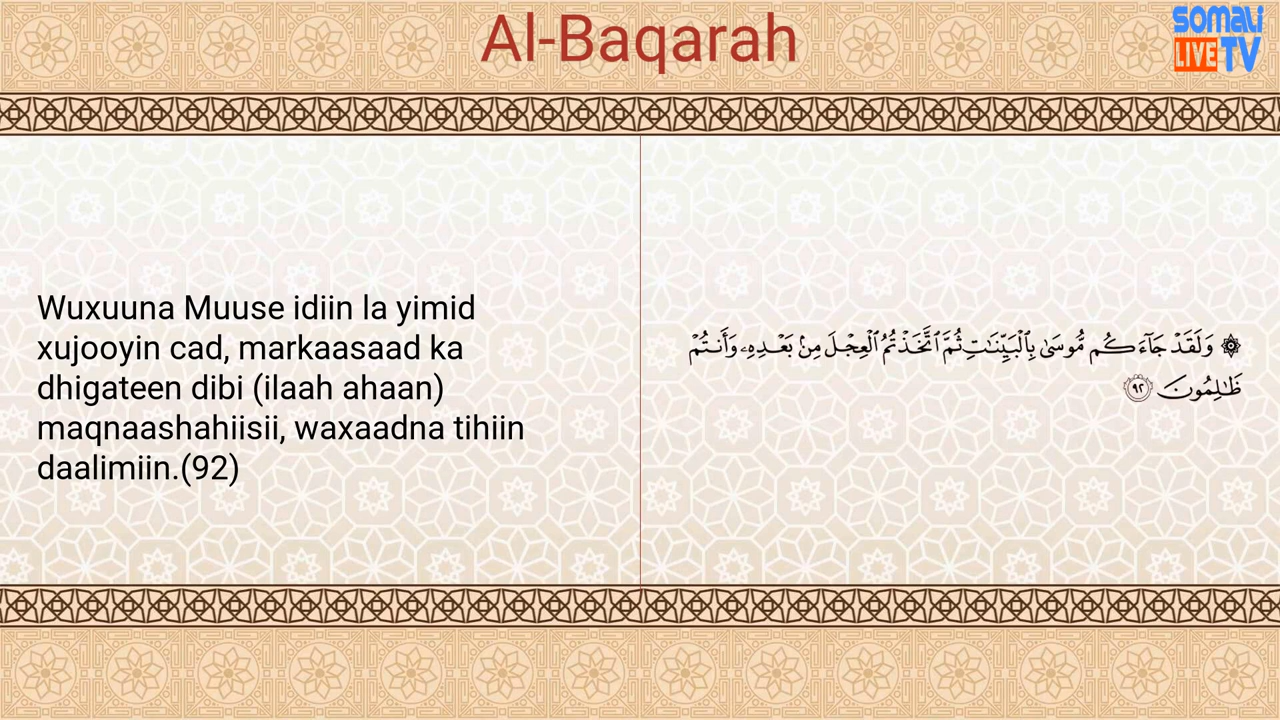 Al-Baqarah
SOMALI
LIVE TV
Wuxuuna Muuse idiin la yimid
xujooyin cad, markaasaad ka
dhigateen dibi (ilaah ahaan)
maqnaashahiisii, waxaadna tihiin
daalimiin.(92)
۞ وَلَقَدْ جَآءَكُم مُّوسَىٰ بِٱلْبَيِّنَـٰتِ ثُمَّ ٱتَّخَذْتُمُ ٱلْعِجْلَ مِنۢ بَعْدِهِۦ وَأَنتُمْ
ظَـٰلِمُونَ ٩٢